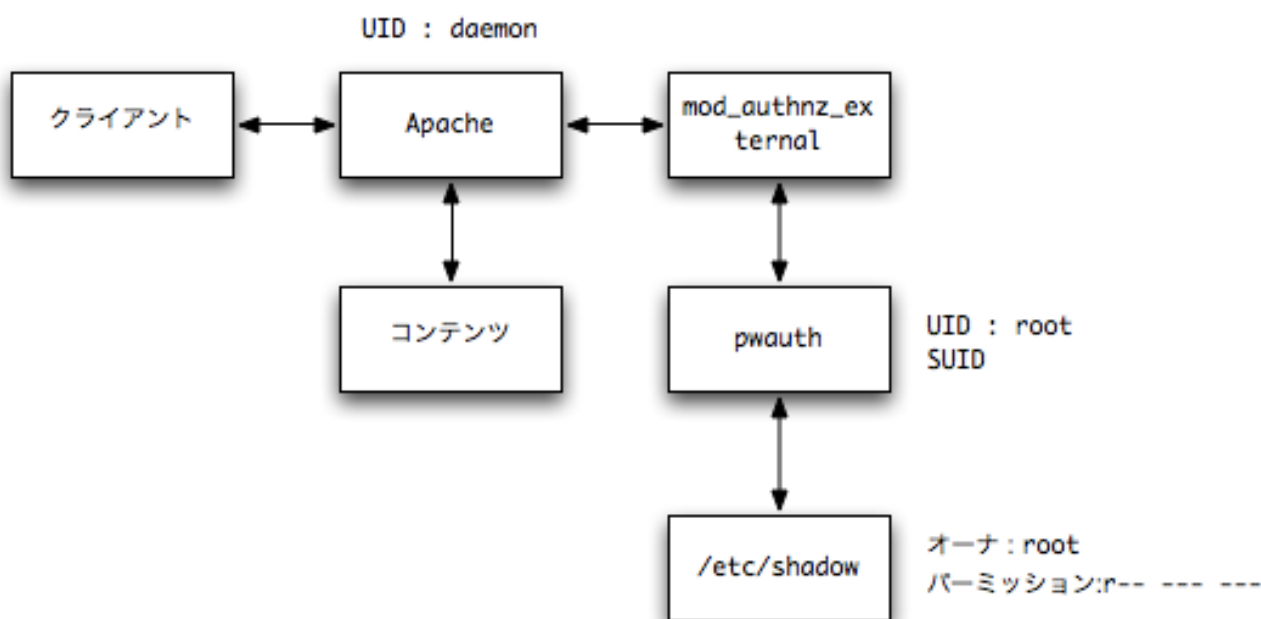 UID : daemon
クライアント
Apache
mod_authnz_ex
ternal
コンテンツ
pwauth
UID : root
SUID
/etc/shadow
オーナ : root
パーミッション:r-- --- ---